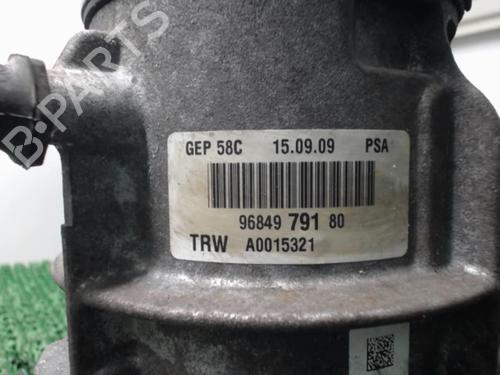 B-PARTS
GEP 58C 15.09.09 PSA
96849 791 80
TRW A0015321